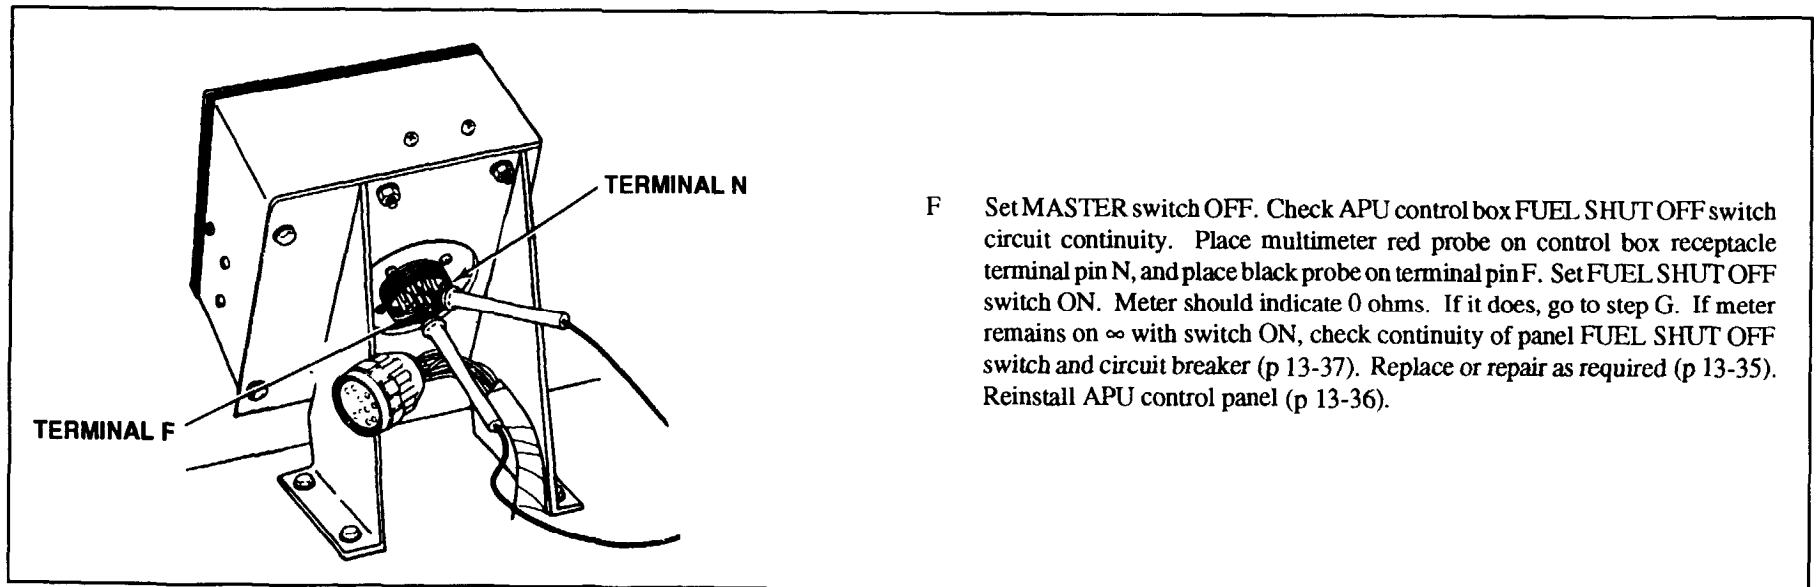 TERMINAL N
TERMINAL F
F Set MASTER switch OFF. Check APU control box FUEL SHUT OFF switch
circuit continuity. Place multimeter red probe on control box receptacle
terminal pin N, and place black probe on terminal pin F. Set FUEL SHUT OFF
switch ON. Meter should indicate 0 ohms. If it does, go to step G. If meter
remains on ∞ with switch ON, check continuity of panel FUEL SHUT OFF
switch and circuit breaker (p 13-37). Replace or repair as required (p 13-35).
Reinstall APU control panel (p 13-36).